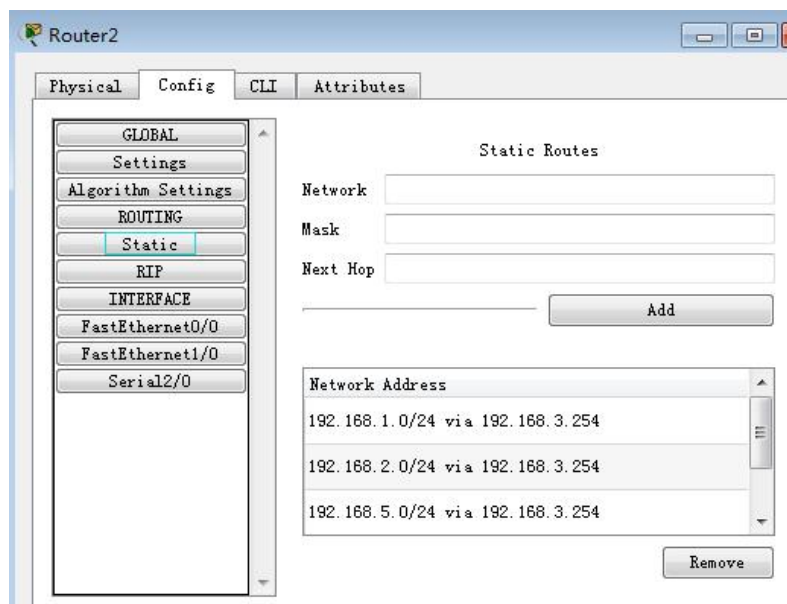 Router2
Physical Config CLI Attributes
GLOBAL
Settings
Algorithm Settings
ROUTING
Static
RIP
INTERFACE
FastEthernet0/0
FastEthernet1/0
Serial2/0
Static Routes
Network
Mask
Next Hop
Add
Network Address
192.168.1.0/24 via 192.168.3.254
192.168.2.0/24 via 192.168.3.254
192.168.5.0/24 via 192.168.3.254
Remove